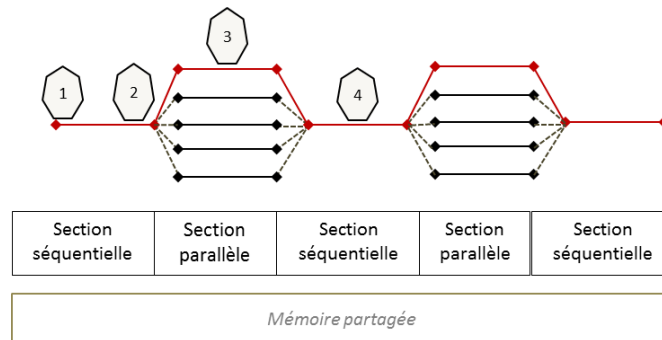 3
1
2
4
Section séquentielle
Section parallèle
Section séquentielle
Section parallèle
Section séquentielle
Mémoire partagée